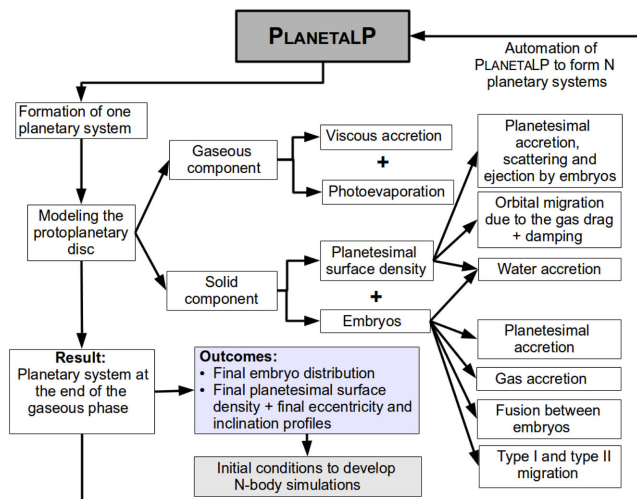 PLANETALP
Automation of
PLANETALP to form N
planetary systems
Formation of one
planetary system
Gaseous
component
Viscous accretion
+
Photoevaporation
Planetesimal
accretion,
scattering and
ejection by embryos
Modeling the
protoplanetary
disc
Orbital migration
due to the gas drag
+ damping
Solid
component
Planetesimal
surface density
+
Embryos
Water accretion
Planetesimal
accretion
Gas accretion
Fusion between
embryos
Type I and type II
migration
Result:
Planetary system at
the end of the
gaseous phase
Outcomes:
• Final embryo distribution
• Final planetesimal surface
density + final eccentricity and
inclination profiles
Initial conditions to develop
N-body simulations